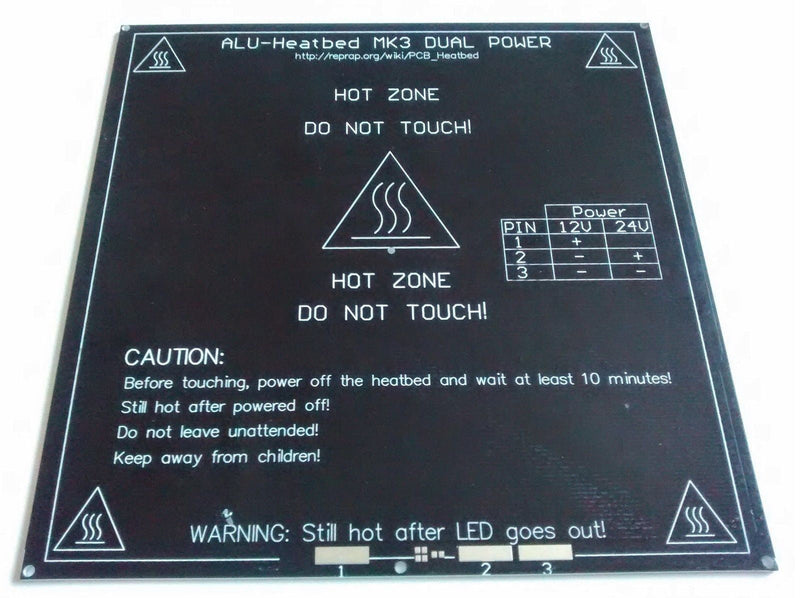 ALU-Heatbed MK3 DUAL POWER
http://reprap.org/wiki/PCB_Heatbed
HOT ZONE
DO NOT TOUCH!
Power
PIN 12V 24V
1 +
2 - +
3 - -
HOT ZONE
DO NOT TOUCH!
CAUTION:
Before touching, power off the heatbed and wait at least 10 minutes!
Still hot after powered off!
Do not leave unattended!
Keep away from children!
WARNING: Still hot after LED goes out!
1 2 3